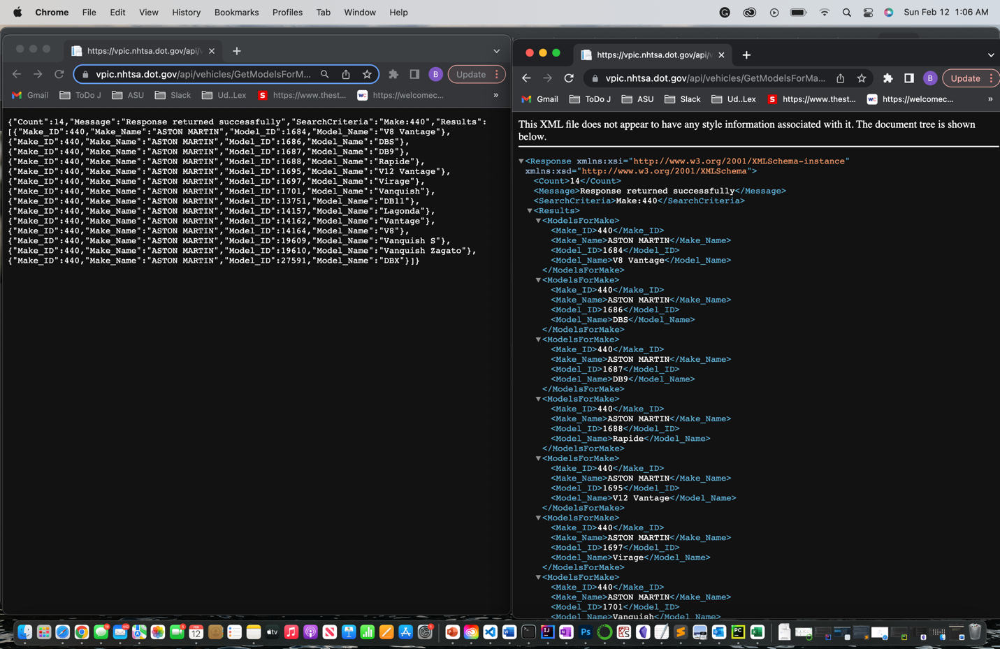 Chrome File Edit View History Bookmarks Profiles Tab Window Help Sun Feb 12 1:06 AM
https://vpic.nhtsa.dot.gov/api/v
vpic.nhtsa.dot.gov/api/vehicles/GetModelsForM... B Update
Gmail ToDo J ASU Slack Ud..Lex S https://www.thest... WC https://welcomec... »
{"Count":14,"Message":"Response returned successfully","SearchCriteria":"Make:440","Results":
[{"Make_ID":440,"Make_Name":"ASTON MARTIN","Model_ID":1684,"Model_Name":"V8 Vantage"},
{"Make_ID":440,"Make_Name":"ASTON MARTIN","Model_ID":1686,"Model_Name":"DBS"},
{"Make_ID":440,"Make_Name":"ASTON MARTIN","Model_ID":1687,"Model_Name":"DB9"},
{"Make_ID":440,"Make_Name":"ASTON MARTIN","Model_ID":1688,"Model_Name":"Rapide"},
{"Make_ID":440,"Make_Name":"ASTON MARTIN","Model_ID":1695,"Model_Name":"V12 Vantage"},
{"Make_ID":440,"Make_Name":"ASTON MARTIN","Model_ID":1697,"Model_Name":"Virage"},
{"Make_ID":440,"Make_Name":"ASTON MARTIN","Model_ID":1701,"Model_Name":"Vanquish"},
{"Make_ID":440,"Make_Name":"ASTON MARTIN","Model_ID":13751,"Model_Name":"DB11"},
{"Make_ID":440,"Make_Name":"ASTON MARTIN","Model_ID":14157,"Model_Name":"Lagonda"},
{"Make_ID":440,"Make_Name":"ASTON MARTIN","Model_ID":14162,"Model_Name":"Vantage"},
{"Make_ID":440,"Make_Name":"ASTON MARTIN","Model_ID":14164,"Model_Name":"V8"},
{"Make_ID":440,"Make_Name":"ASTON MARTIN","Model_ID":19609,"Model_Name":"Vanquish S"},
{"Make_ID":440,"Make_Name":"ASTON MARTIN","Model_ID":19610,"Model_Name":"Vanquish Zagato"},
{"Make_ID":440,"Make_Name":"ASTON MARTIN","Model_ID":27591,"Model_Name":"DBX"}]}
https://vpic.nhtsa.dot.gov/api/v
vpic.nhtsa.dot.gov/api/vehicles/GetModelsForMa... B Update
Gmail ToDo J ASU Slack Ud..Lex S https://www.thest... WC https://welcomec... »
This XML file does not appear to have any style information associated with it. The document tree is shown
below.
<Response xmlns:xsi="http://www.w3.org/2001/XMLSchema-instance"
xmlns:xsd="http://www.w3.org/2001/XMLSchema">
<Count>14</Count>
<Message>Response returned successfully</Message>
<SearchCriteria>Make:440</SearchCriteria>
<Results>
<ModelsForMake>
<Make_ID>440</Make_ID>
<Make_Name>ASTON MARTIN</Make_Name>
<Model_ID>1684</Model_ID>
<Model_Name>V8 Vantage</Model_Name>
</ModelsForMake>
<ModelsForMake>
<Make_ID>440</Make_ID>
<Make_Name>ASTON MARTIN</Make_Name>
<Model_ID>1686</Model_ID>
<Model_Name>DBS</Model_Name>
</ModelsForMake>
<ModelsForMake>
<Make_ID>440</Make_ID>
<Make_Name>ASTON MARTIN</Make_Name>
<Model_ID>1687</Model_ID>
<Model_Name>DB9</Model_Name>
</ModelsForMake>
<ModelsForMake>
<Make_ID>440</Make_ID>
<Make_Name>ASTON MARTIN</Make_Name>
<Model_ID>1688</Model_ID>
<Model_Name>Rapide</Model_Name>
</ModelsForMake>
<ModelsForMake>
<Make_ID>440</Make_ID>
<Make_Name>ASTON MARTIN</Make_Name>
<Model_ID>1695</Model_ID>
<Model_Name>V12 Vantage</Model_Name>
</ModelsForMake>
<ModelsForMake>
<Make_ID>440</Make_ID>
<Make_Name>ASTON MARTIN</Make_Name>
<Model_ID>1697</Model_ID>
<Model_Name>Virage</Model_Name>
</ModelsForMake>
<ModelsForMake>
<Make_ID>440</Make_ID>
<Make_Name>ASTON MARTIN</Make_Name>
<Model_ID>1701</Model_ID>
<Model_Name>Vanquish</Model_Name>
12 tv Ps PC